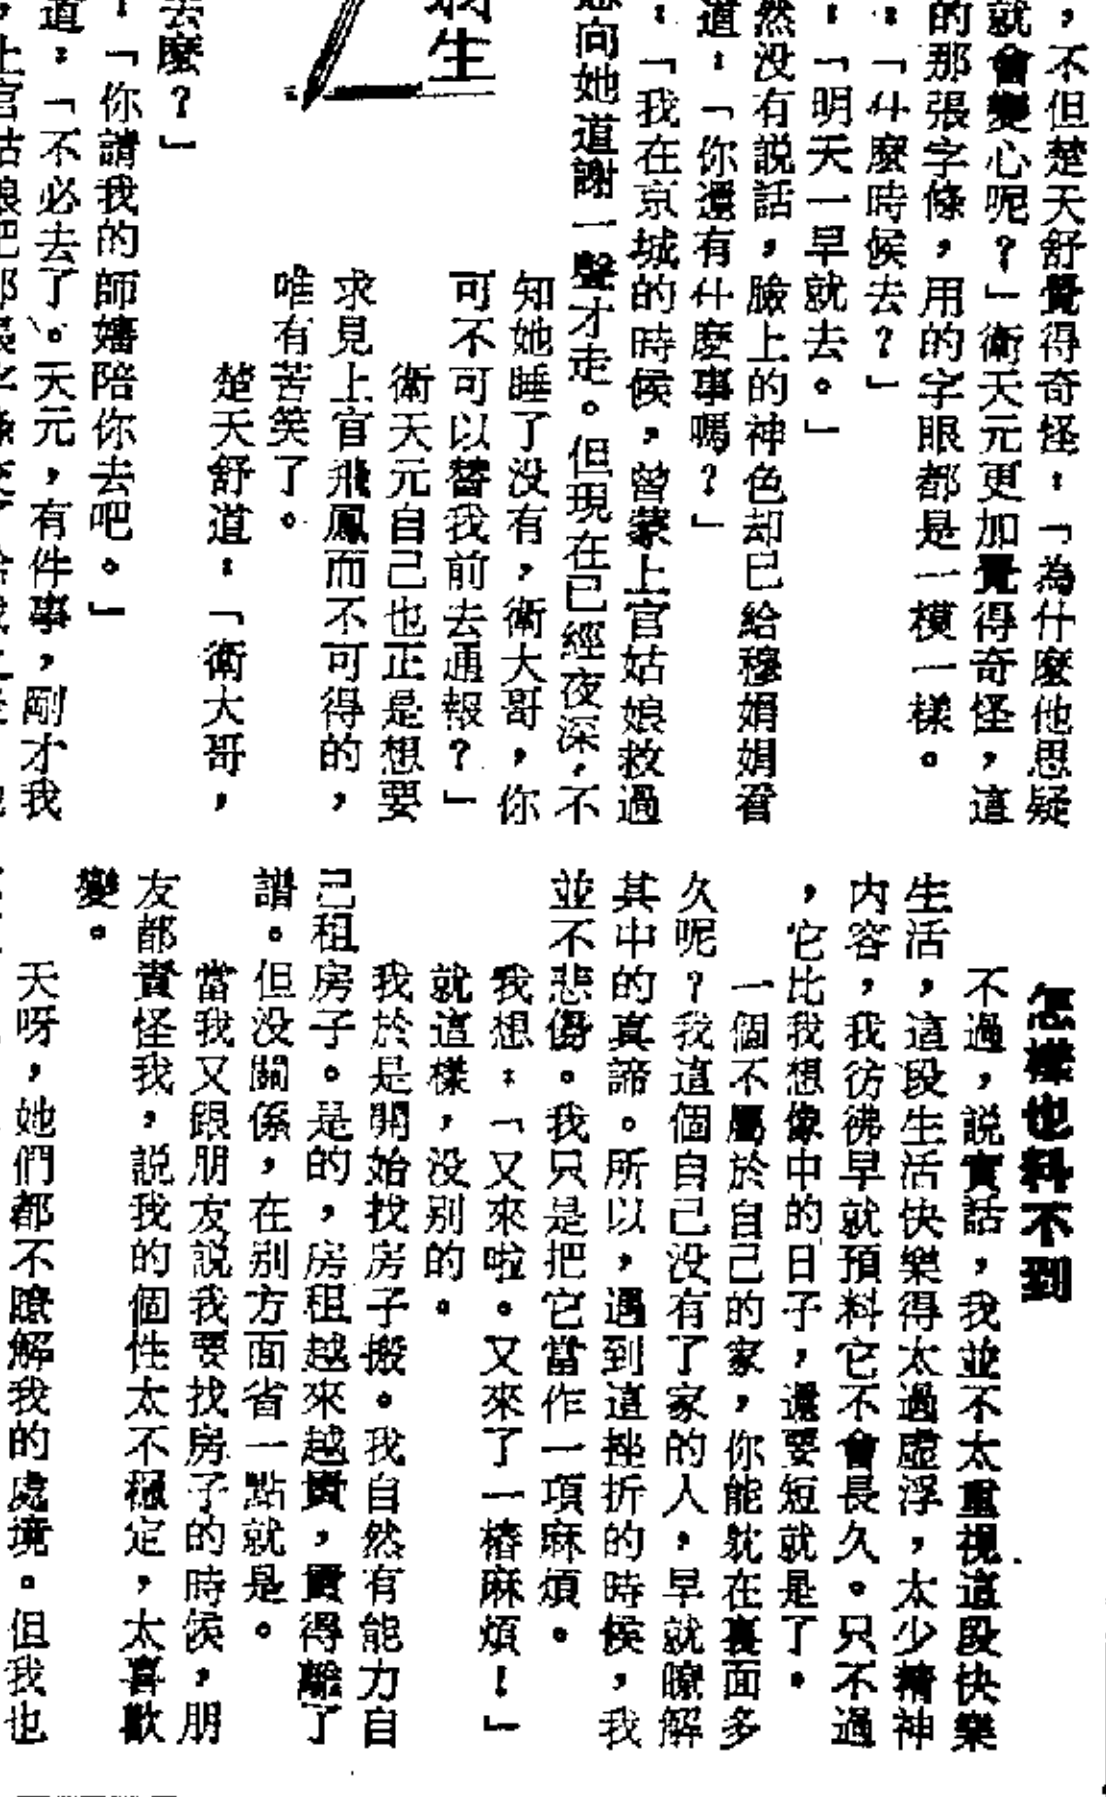 ，不但楚天舒覺得奇怪：「為什麼他思疑
就會變心呢？」衛天元更加覺得奇怪，這
的那張字條，用的字眼都是一模一樣。
：「什麼時候去？」
：「明天一早就去。」
然没有説話，臉上的神色却已給穆娟娟看
道：「你還有什麼事嗎？」
：「我在京城的時候，曾蒙上官姑娘救過
向她道謝一聲才走。但現在已經夜深，不
知她睡了没有，衛大哥，你
可不可以替我前去通報？」
衛天元自己也正是想要
求見上官飛鳳而不可得的，
唯有苦笑了。
楚天舒道：「衛大哥，
生
去麼？」
！「你請我的師嬸陪你去吧。」
道：「不必去了。天元，有件事，剛才我
怎樣也料不到
不過，説實話，我並不太重視這段快樂
生活，這段生活快樂得太過虛浮，太少精神
内容，我彷彿早就預料它不會長久。只不過
，它比我想像中的日子，還要短就是了。
一個不屬於自己的家，你能躭在裏面多
久呢？我這個自己没有了家的人，早就瞭解
其中的真諦。所以，遇到這挫折的時候，我
並不悲傷。我只是把它當作一項麻煩。
我想：「又來啦。又來了一樁麻煩！」
就這樣，没别的。
我於是開始找房子搬。我自然有能力自
己租房子。是的，房租越來越貴，貴得離了
譜。但没關係，在别方面省一點就是。
當我又跟朋友説我要找房子的時候，朋
友都責怪我，説我的個性太不穩定，太喜歡
變。
天呀，她們都不瞭解我的處境。但我也